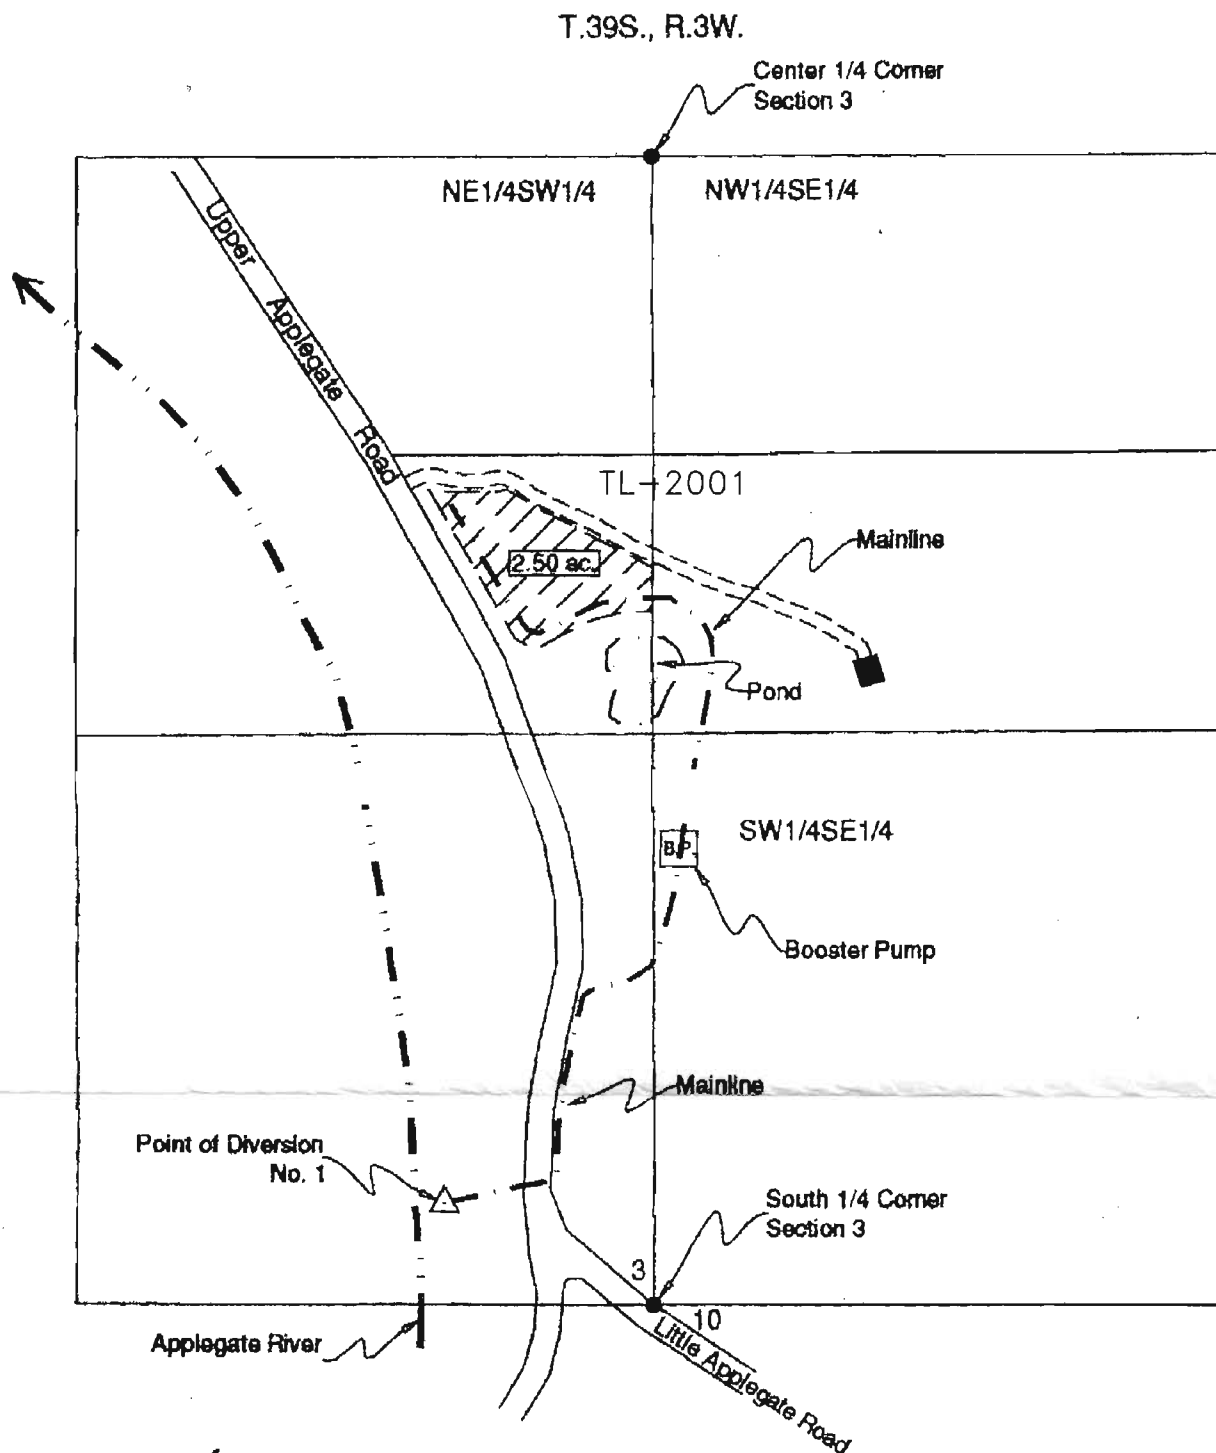 T.39S., R.3W.
Center 1/4 Corner
Section 3
NE1/4SW1/4
NW1/4SE1/4
Upper Applegate Road
TL-2001
2.50 ac.
Mainline
Pond
SW1/4SE1/4
B.P.
Booster Pump
Mainline
Point of Diversion
No. 1
South 1/4 Corner
Section 3
3
10
Applegate River
Little Applegate Road